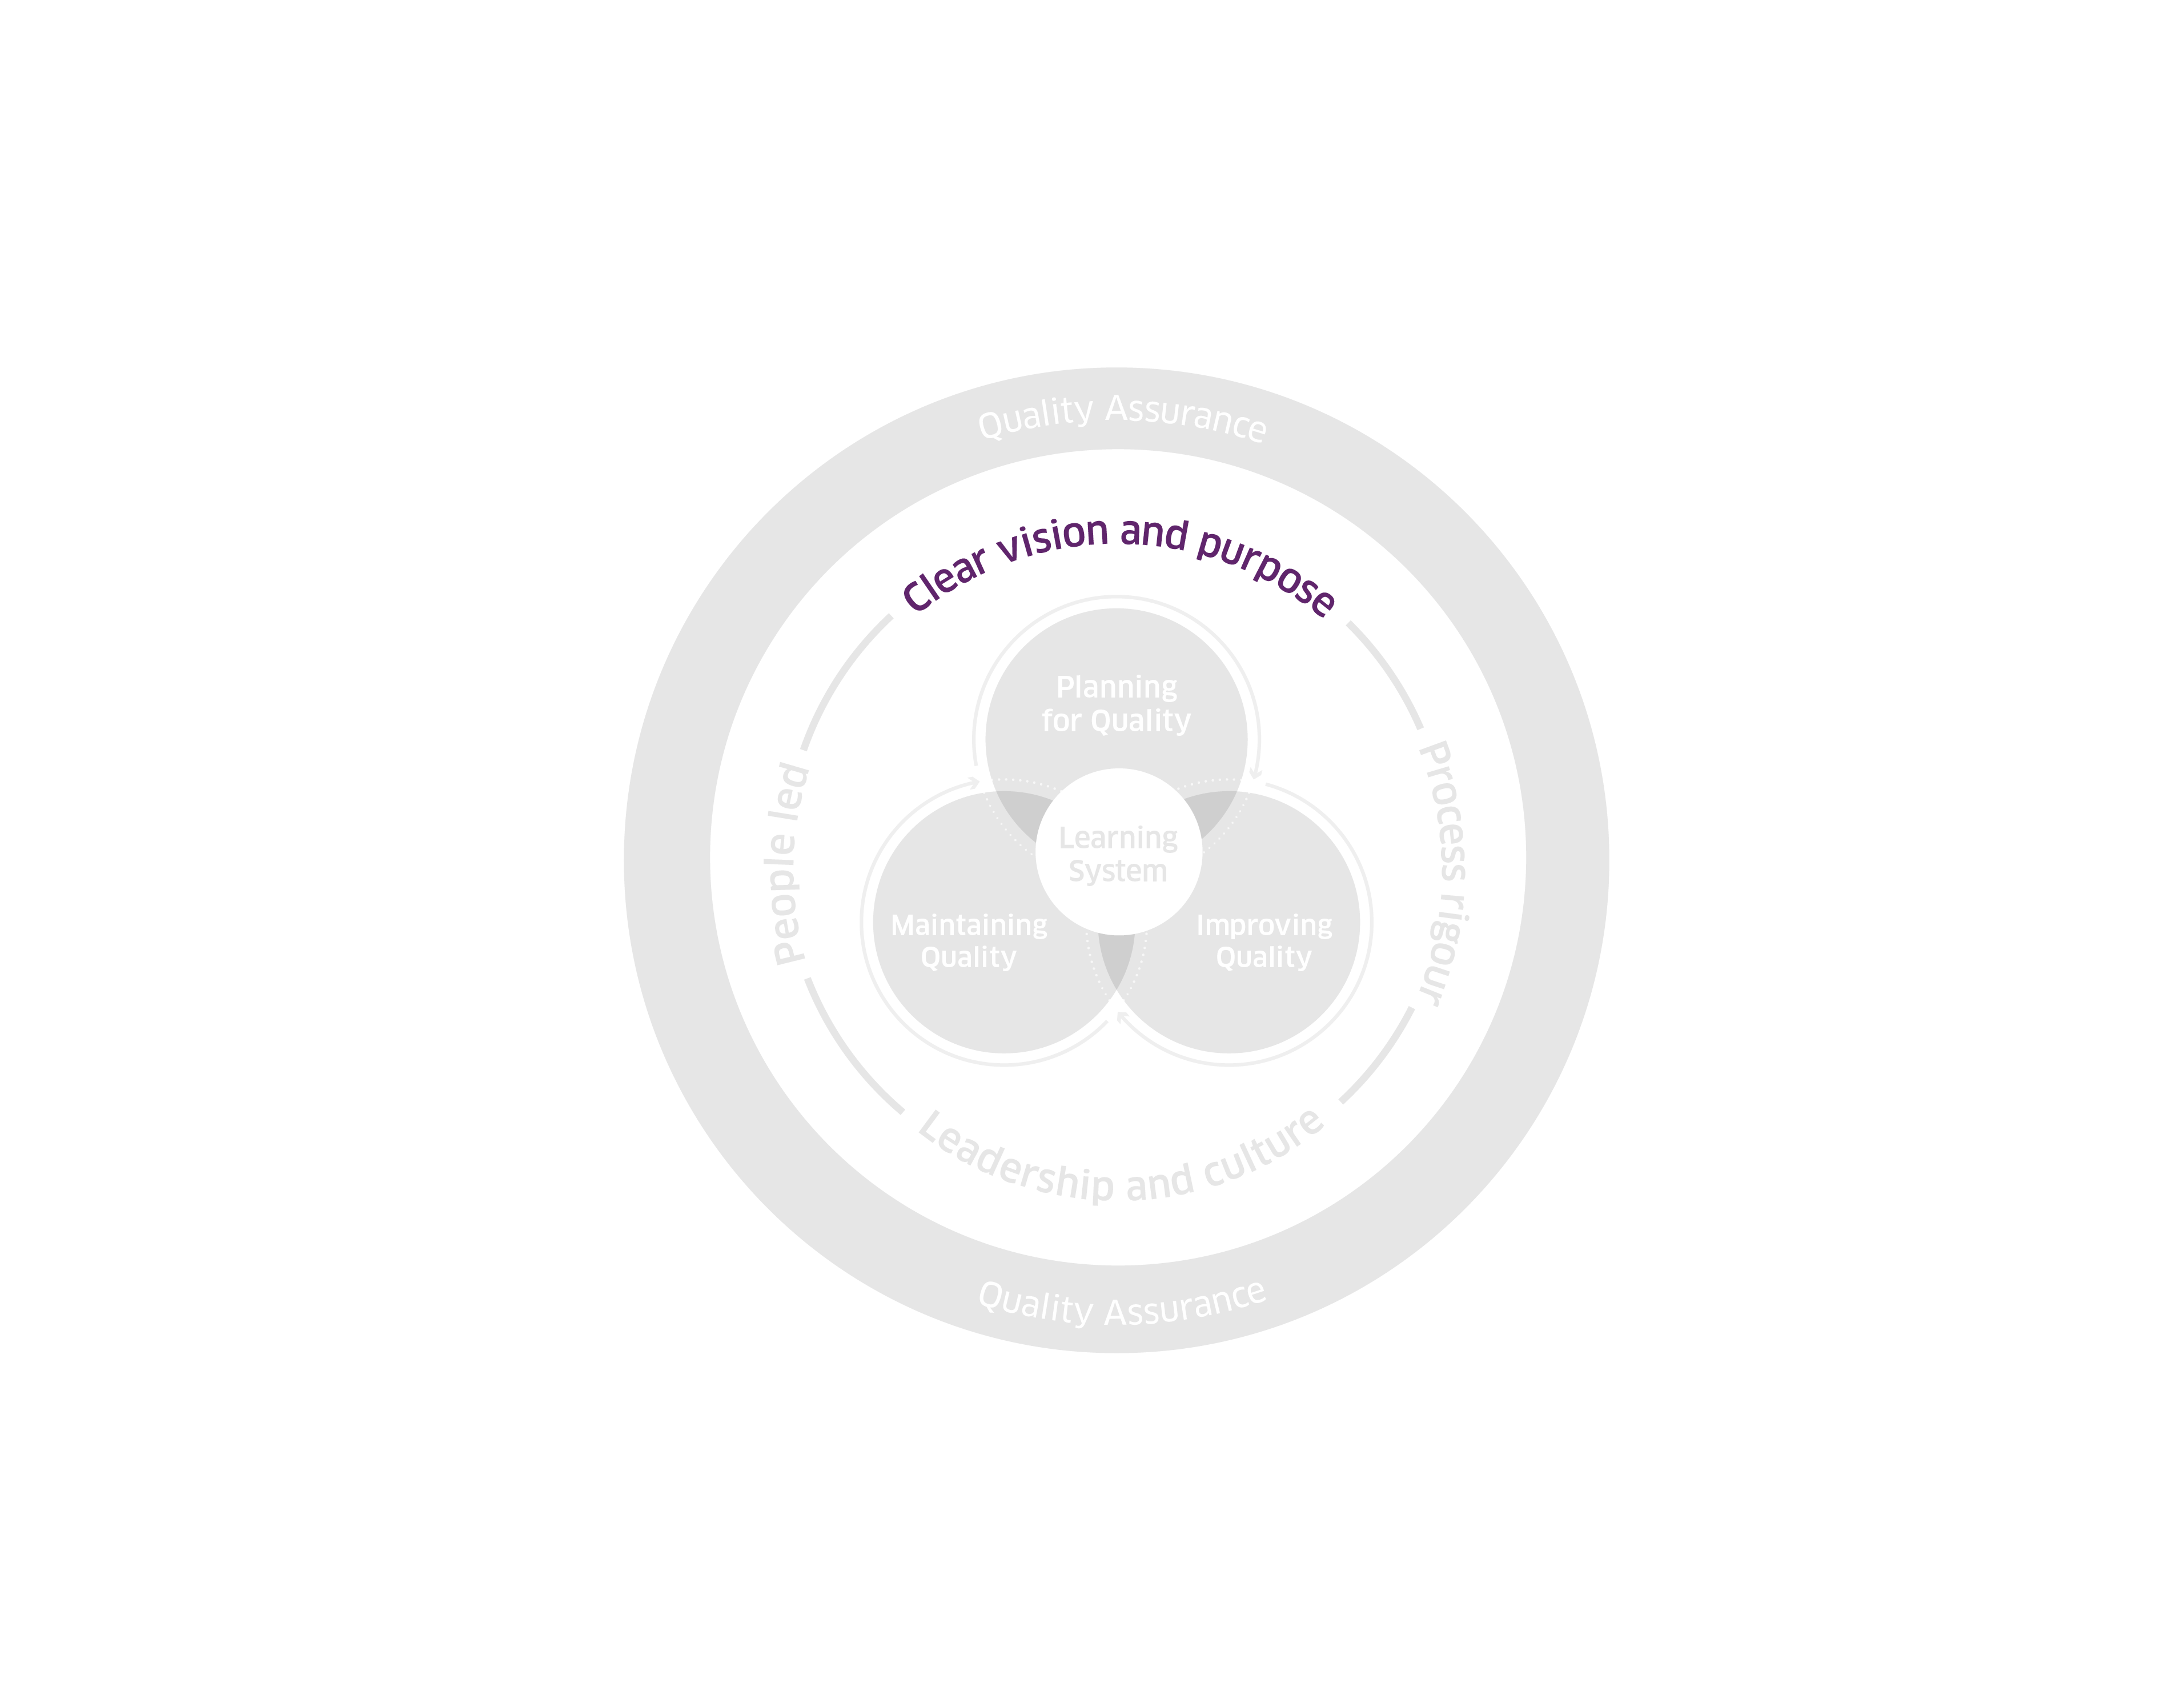 Quality Assurance
Clear vision and purpose
Planning
for Quality
People led
Process rigour
Learning
System
Maintaining
Quality
Improving
Quality
Leadership and culture
Quality Assurance